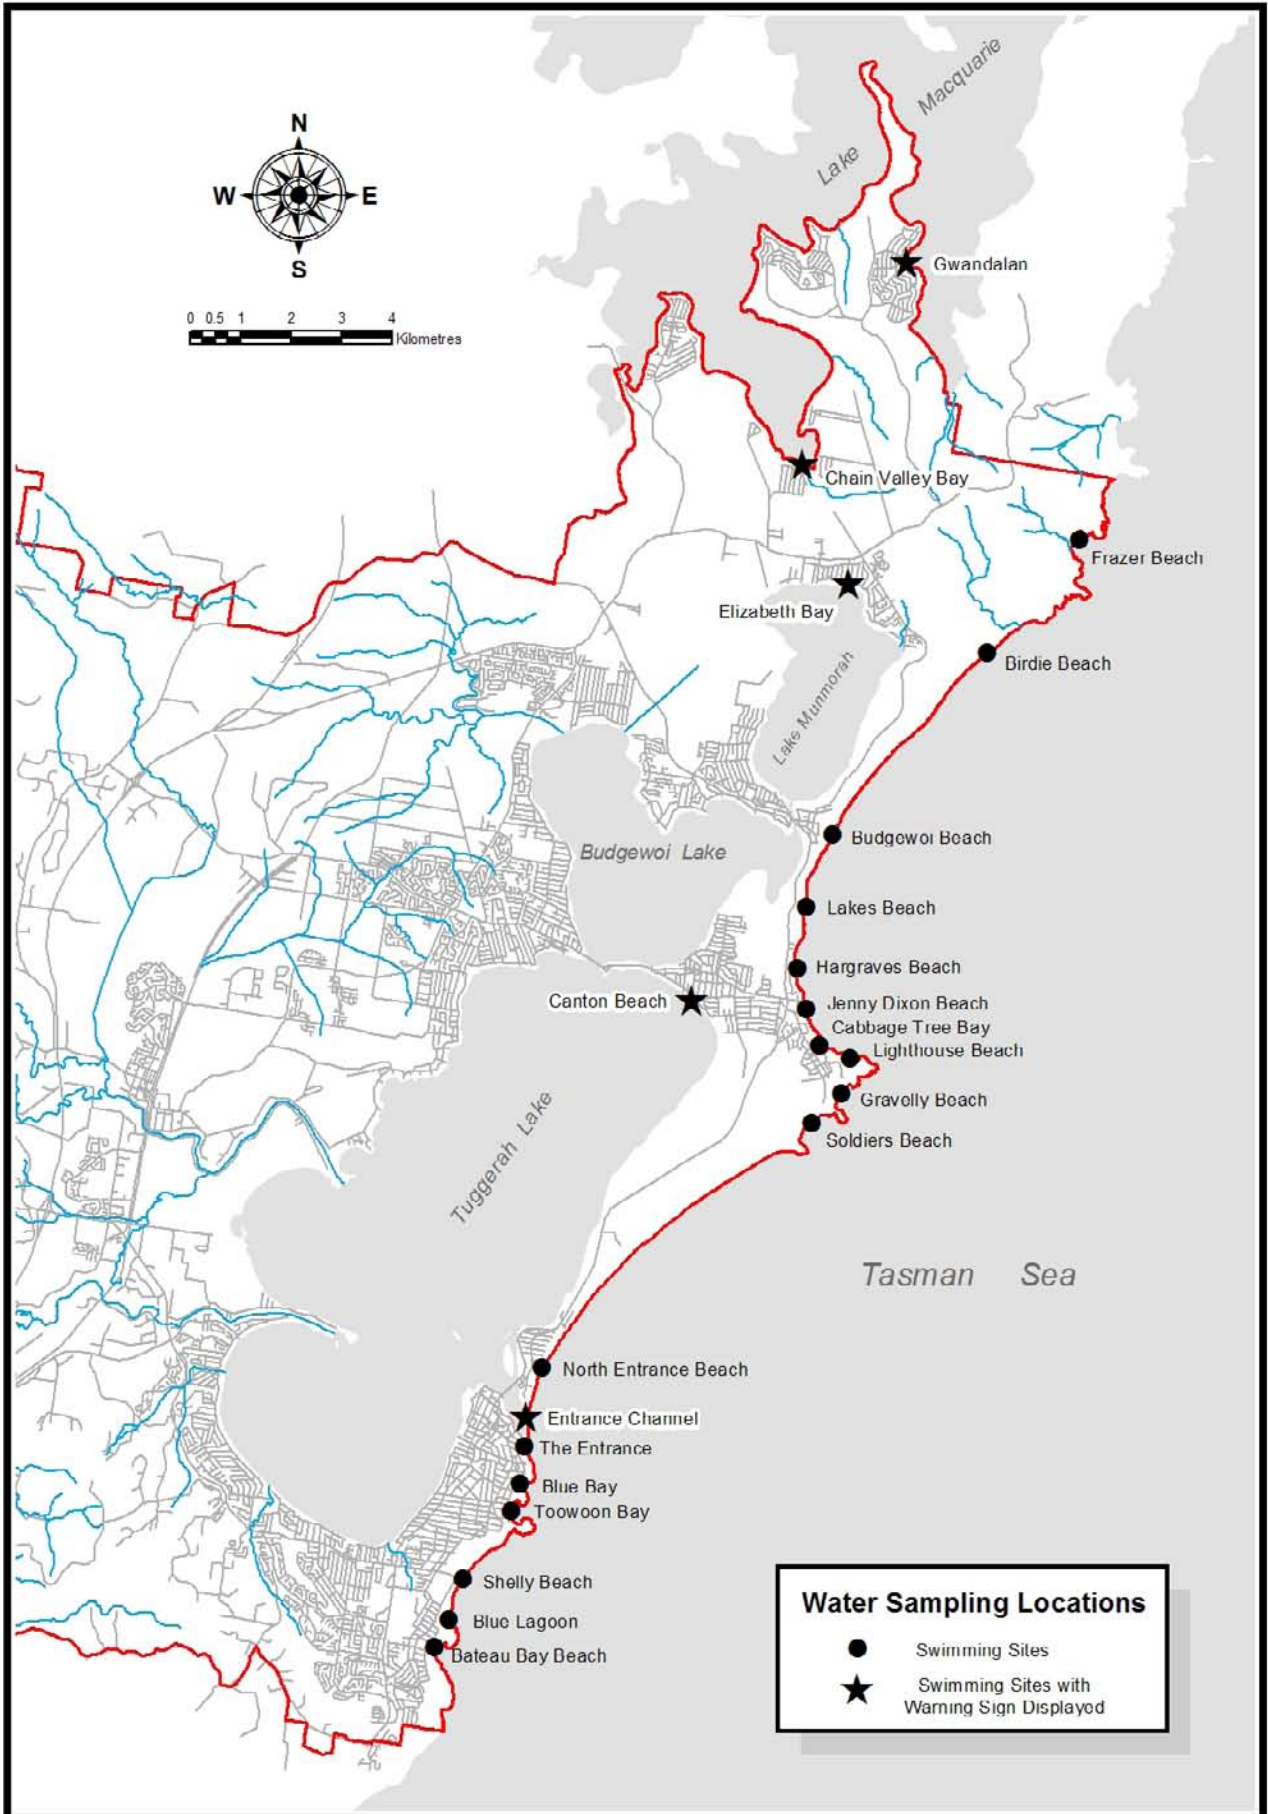 Lake Macquarie
N
W E
S
0 0.5 1 2 3 4
Kilometres
Gwandalan
Chain Valley Bay
Frazer Beach
Elizabeth Bay
Birdie Beach
Lake Munmorah
Budgewoi Beach
Budgewoi Lake
Lakes Beach
Hargraves Beach
Canton Beach
Jenny Dixon Beach
Cabbage Tree Bay
Lighthouse Beach
Gravelly Beach
Soldiers Beach
Tuggerah Lake
Tasman Sea
North Entrance Beach
Entrance Channel
The Entrance
Blue Bay
Toowoon Bay
Shelly Beach
Blue Lagoon
Bateau Bay Beach
Water Sampling Locations
Swimming Sites
Swimming Sites with
Warning Sign Displayed